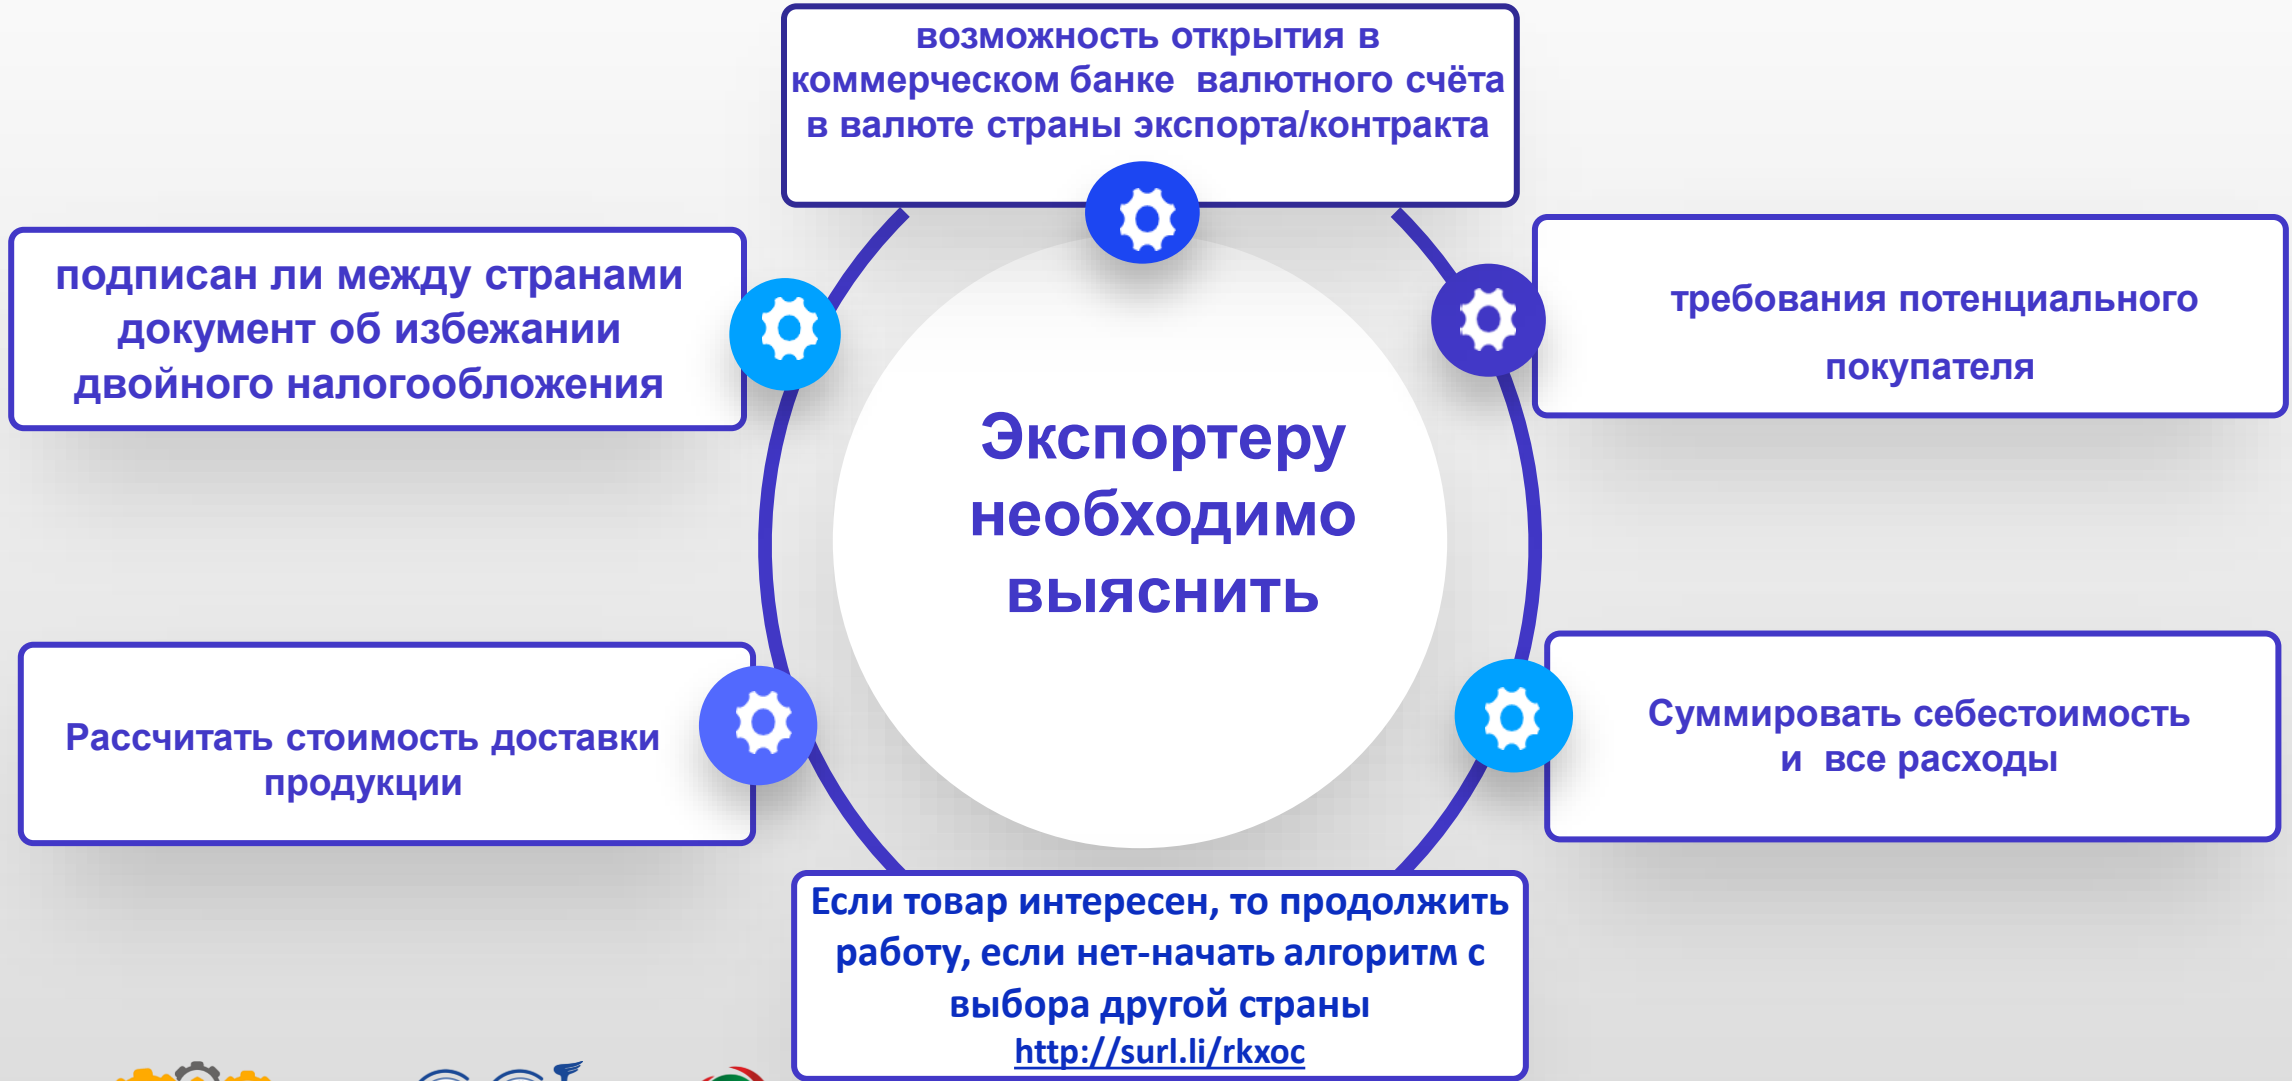 возможность открытия в
коммерческом банке валютного счёта
в валюте страны экспорта/контракта
подписан ли между странами
документ об избежании
двойного налогообложения
требования потенциального
покупателя
Экспортеру
необходимо
выяснить
Рассчитать стоимость доставки
продукции
Суммировать себестоимость
и все расходы
Если товар интересен, то продолжить
работу, если нет-начать алгоритм с
выбора другой страны
http://surl.li/rkxoc